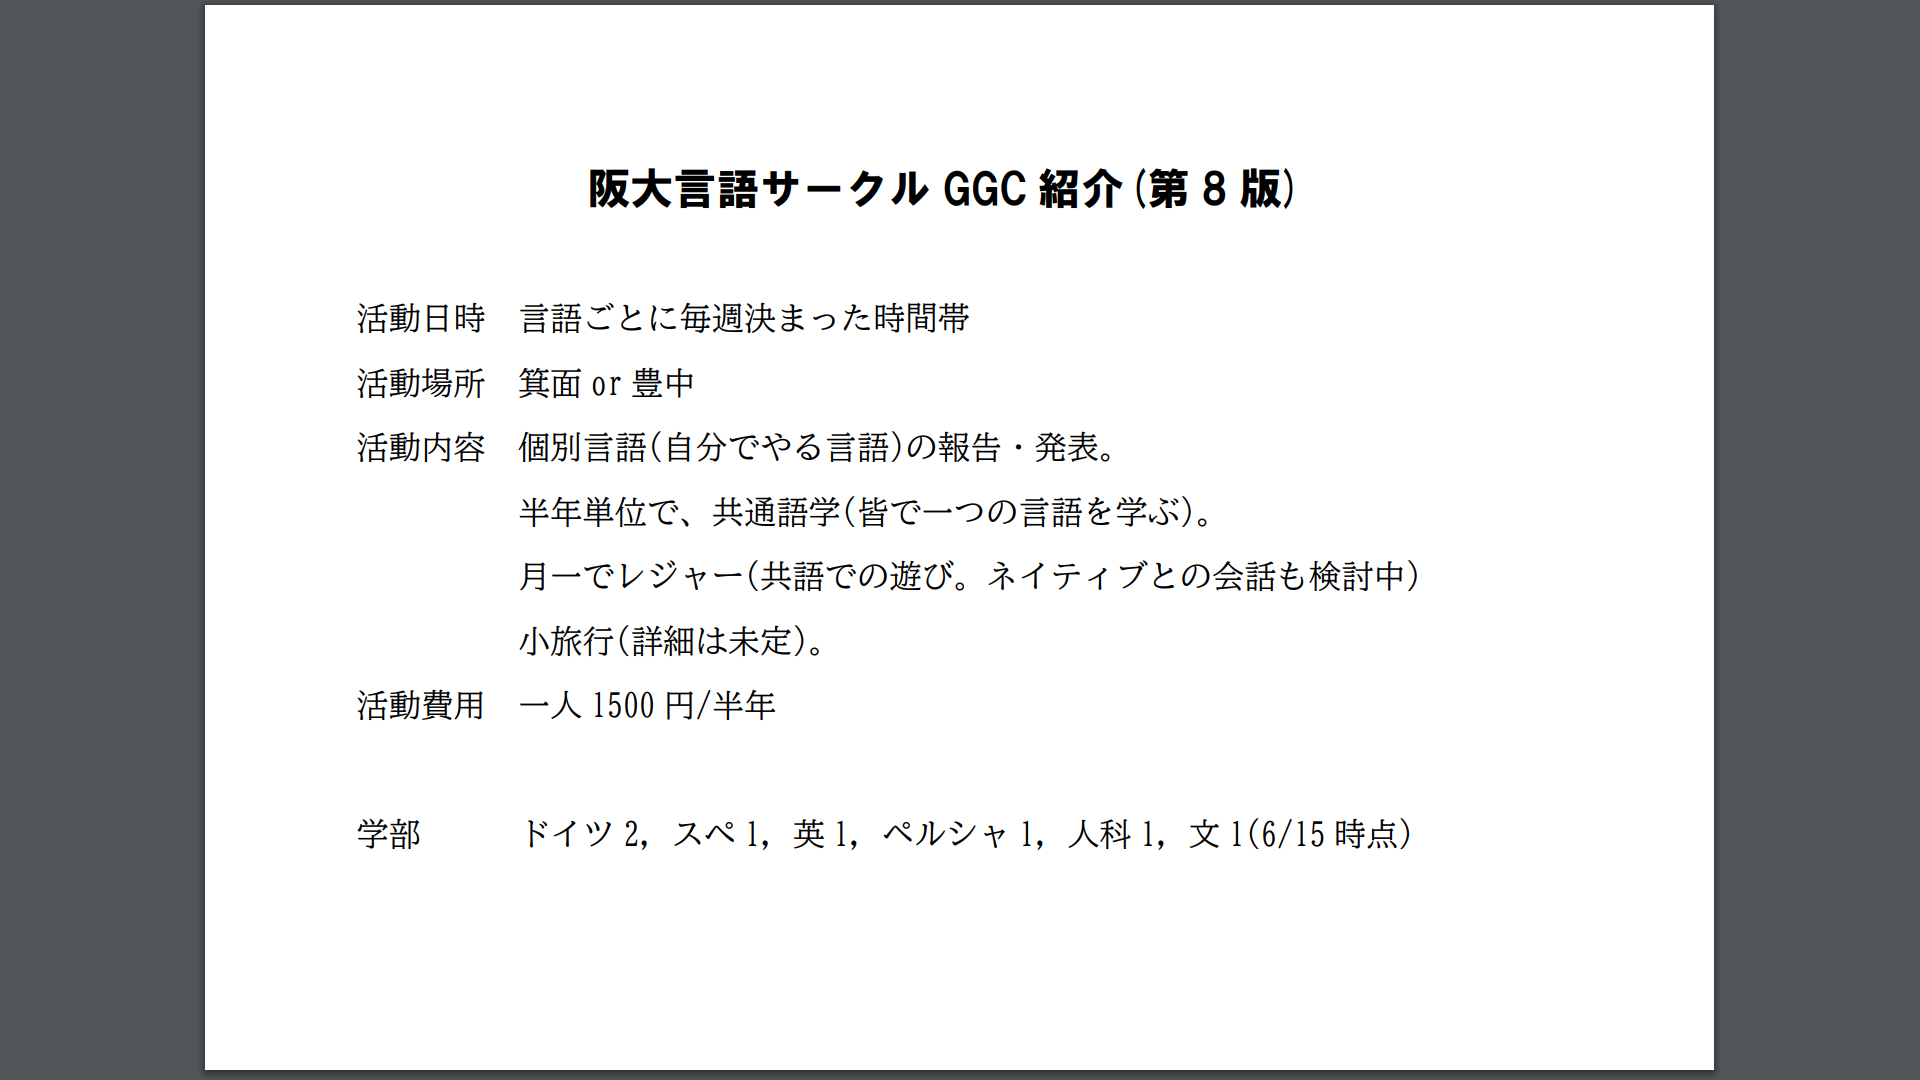 阪大言語サークル GGC 紹介(第 8 版)
活動日時　言語ごとに毎週決まった時間帯
活動場所　箕面 or 豊中
活動内容　個別言語(自分でやる言語)の報告・発表。
半年単位で、共通語学(皆で一つの言語を学ぶ)。
月一でレジャー(共語での遊び。ネイティブとの会話も検討中)
小旅行(詳細は未定)。
活動費用　一人 1500 円/半年
学部　ドイツ 2, スペ 1, 英 1, ペルシャ 1, 人科 1, 文 1(6/15 時点)